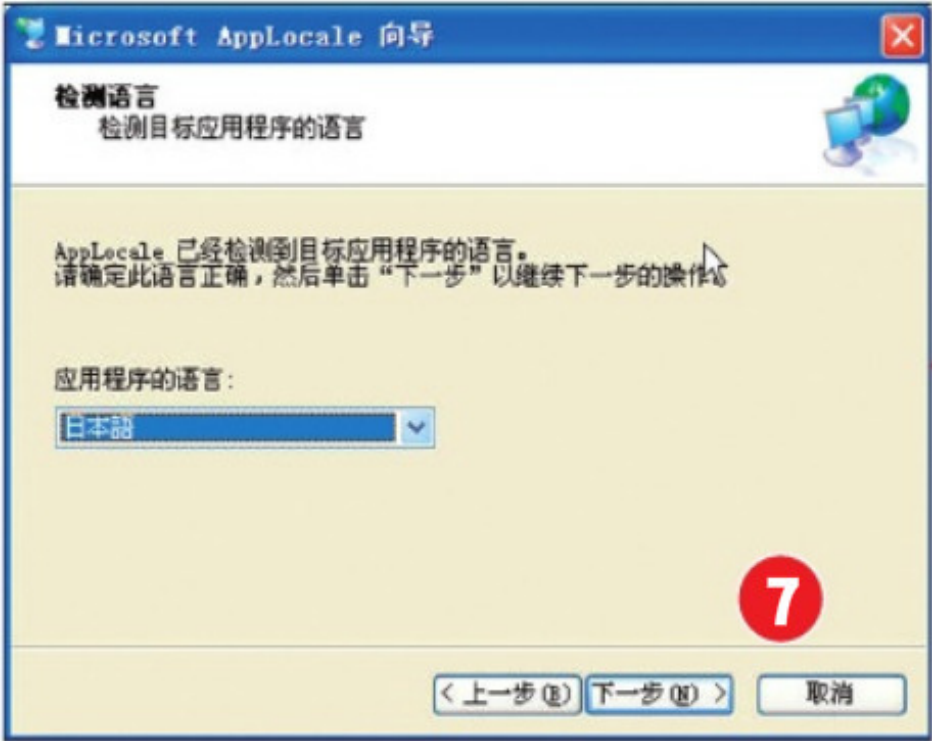 Microsoft AppLocale 向导
检测语言
检测目标应用程序的语言
AppLocale 已经检测到目标应用程序的语言。
请确定此语言正确，然后单击“下一步”以继续下一步的操作。
应用程序的语言:
日本語
7
< 上一步(B)
下一步(N) >
取消